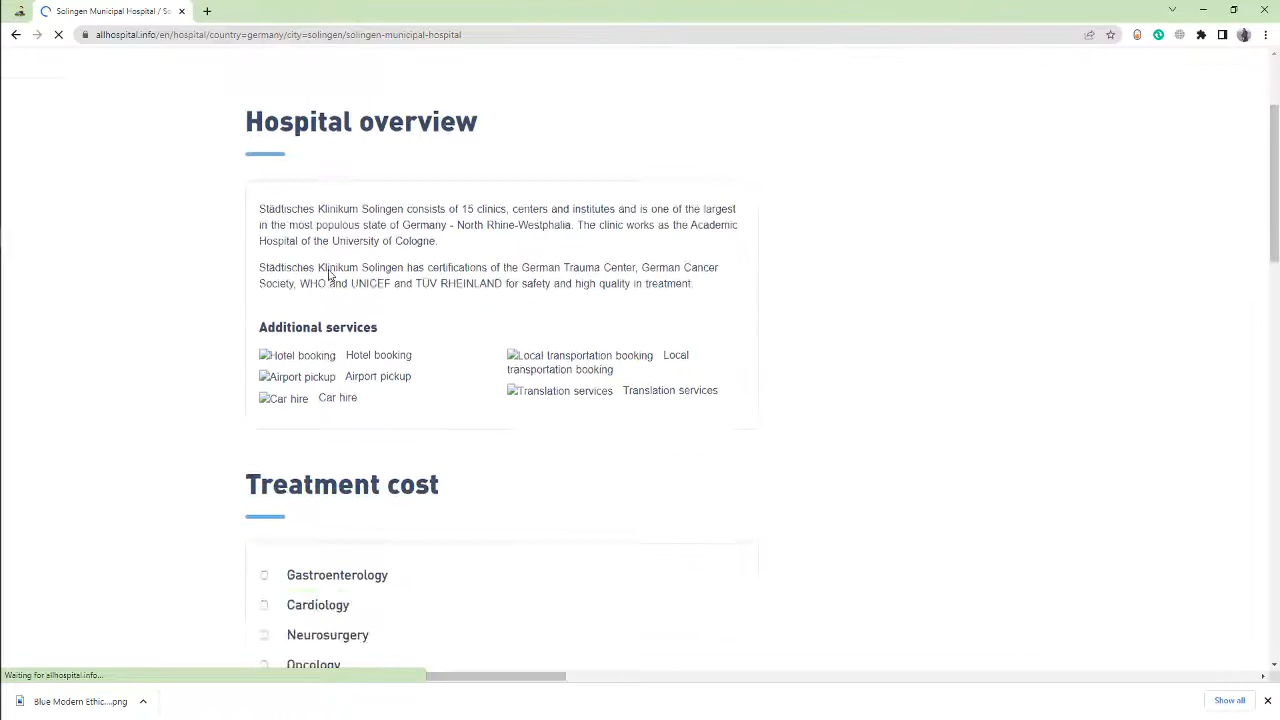 Solingen Municipal Hospital / So
allhospital.info/en/hospital/country=germany/city=solingen/solingen-municipal-hospital
Hospital overview
Städtisches Klinikum Solingen consists of 15 clinics, centers and institutes and is one of the largest
in the most populous state of Germany - North Rhine-Westphalia. The clinic works as the Academic
Hospital of the University of Cologne.
Städtisches Klinikum Solingen has certifications of the German Trauma Center, German Cancer
Society, WHO and UNICEF and TÜV RHEINLAND for safety and high quality in treatment.
Additional services
Hotel booking Hotel booking
Airport pickup Airport pickup
Car hire Car hire
Local transportation booking Local
transportation booking
Translation services Translation services
Treatment cost
Gastroenterology
Cardiology
Neurosurgery
Oncology
Waiting for allhospital.info...
Blue Modern Ethic....png
Show all